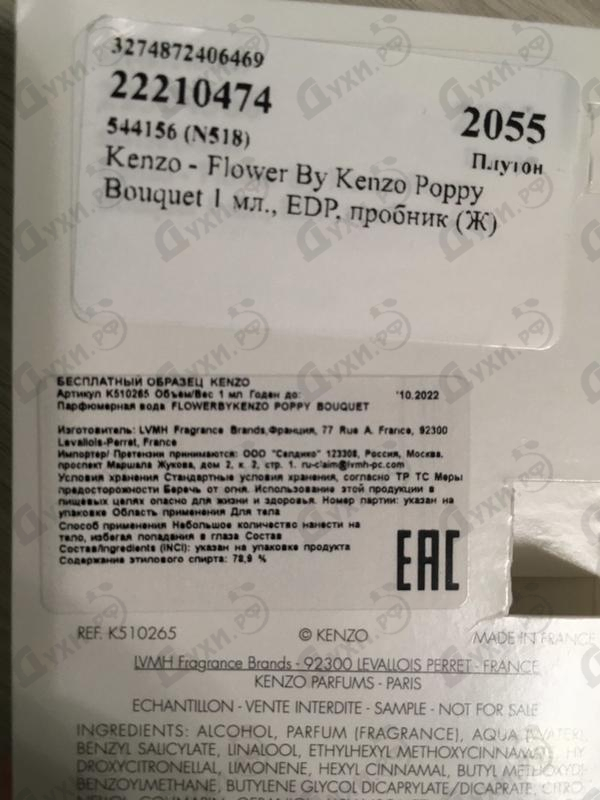 3274872406469
22210474
2055
544156 (N518)
Плутон
Kenzo - Flower By Kenzo Poppy
Bouquet 1 мл., EDP, пробник (Ж)
БЕСПЛАТНЫЙ ОБРАЗЕЦ KENZO
Артикул K510265 Объем/Вес 1 мл Годен до: '10.2022
Парфюмерная вода FLOWERBYKENZO POPPY BOUQUET
Изготовитель: LVMH Fragrance Brands,Франция, 77 Rue A. France, 92300
Levallois-Perret, France
Импортер/ Претензии принимаются: ООО "Селдико" 123308, Россия, Москва,
проспект Маршала Жукова, дом 2, к. 2, стр. 1. ru-claim@lvmh-pc.com
Условия хранения Стандартные условия хранения, согласно ТР ТС Меры
предосторожности Беречь от огня. Использование этой продукции в
пищевых целях опасно для жизни и здоровья. Номер партии: указан на
упаковке Область применения Для тела
Способ применения Небольшое количество нанести на
тело, избегая попадания в глаза Состав
Состав/Ingredients (INCI): указан на упаковке продукта
Содержание этилового спирта: 78,9 %
EAC
REF. K510265 © KENZO MADE IN FRANCE
LVMH Fragrance Brands - 92300 LEVALLOIS PERRET - FRANCE
KENZO PARFUMS - PARIS
ECHANTILLON - VENTE INTERDITE - SAMPLE - NOT FOR SALE
INGREDIENTS: ALCOHOL, PARFUM (FRAGRANCE), AQUA (WATER),
BENZYL SALICYLATE, LINALOOL, ETHYLHEXYL METHOXYCINNAMATE, HY
DROXYCITRONELLAL, LIMONENE, HEXYL CINNAMAL, BUTYL METHOXYDI
BENZOYLMETHANE, BUTYLENE GLYCOL DICAPRYLATE/DICAPRATE, CITRO
Духи.рф